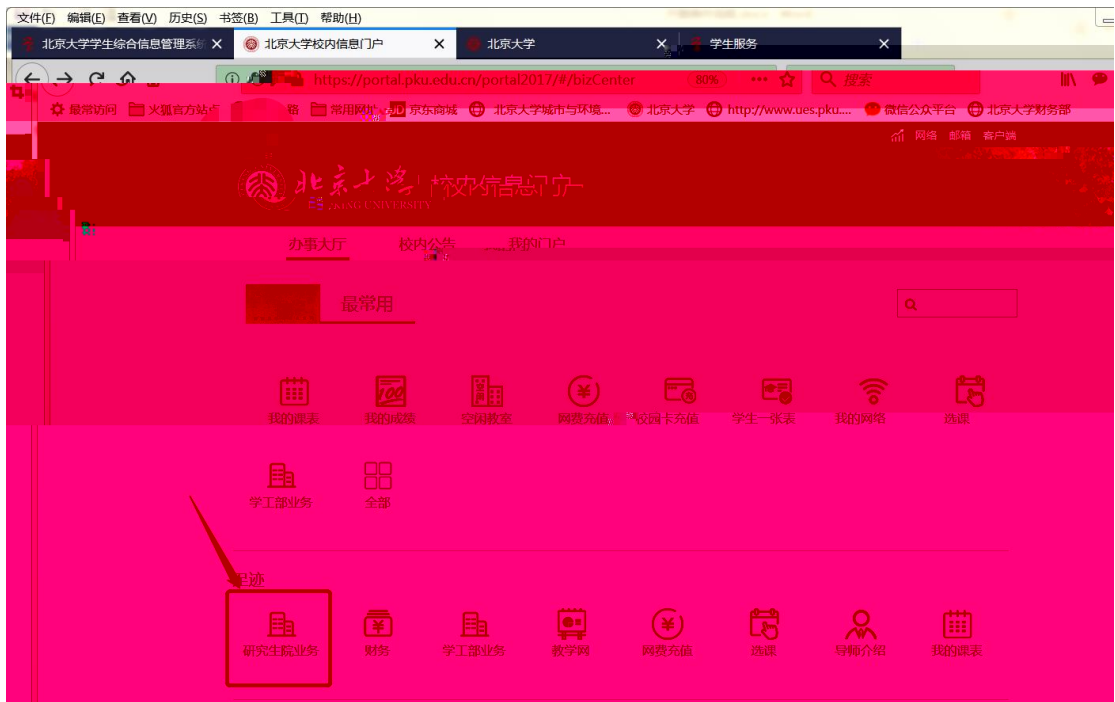 文件(F) 编辑(E) 查看(V) 历史(S) 书签(B) 工具(T) 帮助(H)
北京大学学生综合信息管理系统 北京大学校内信息门户 北京大学 学生服务
https://portal.pku.edu.cn/portal2017/#/bizCenter 80% 搜索
最常访问 火狐官方站点 常用网址 JD 京东商城 北京大学城市与环境... 北京大学 http://www.ues.pku.... 微信公众平台 北京大学财务部
网络 邮箱 客户端
北京大学 校内信息门户
PEKING UNIVERSITY
办事大厅 校内公告 我的门户
最常用
我的课表 我的成绩 空闲教室 网费充值 校园卡充值 学生一张表 我的网络 选课
学工部业务 全部
足迹
研究生院业务 财务 学工部业务 教学网 网费充值 选课 导师介绍 我的课表